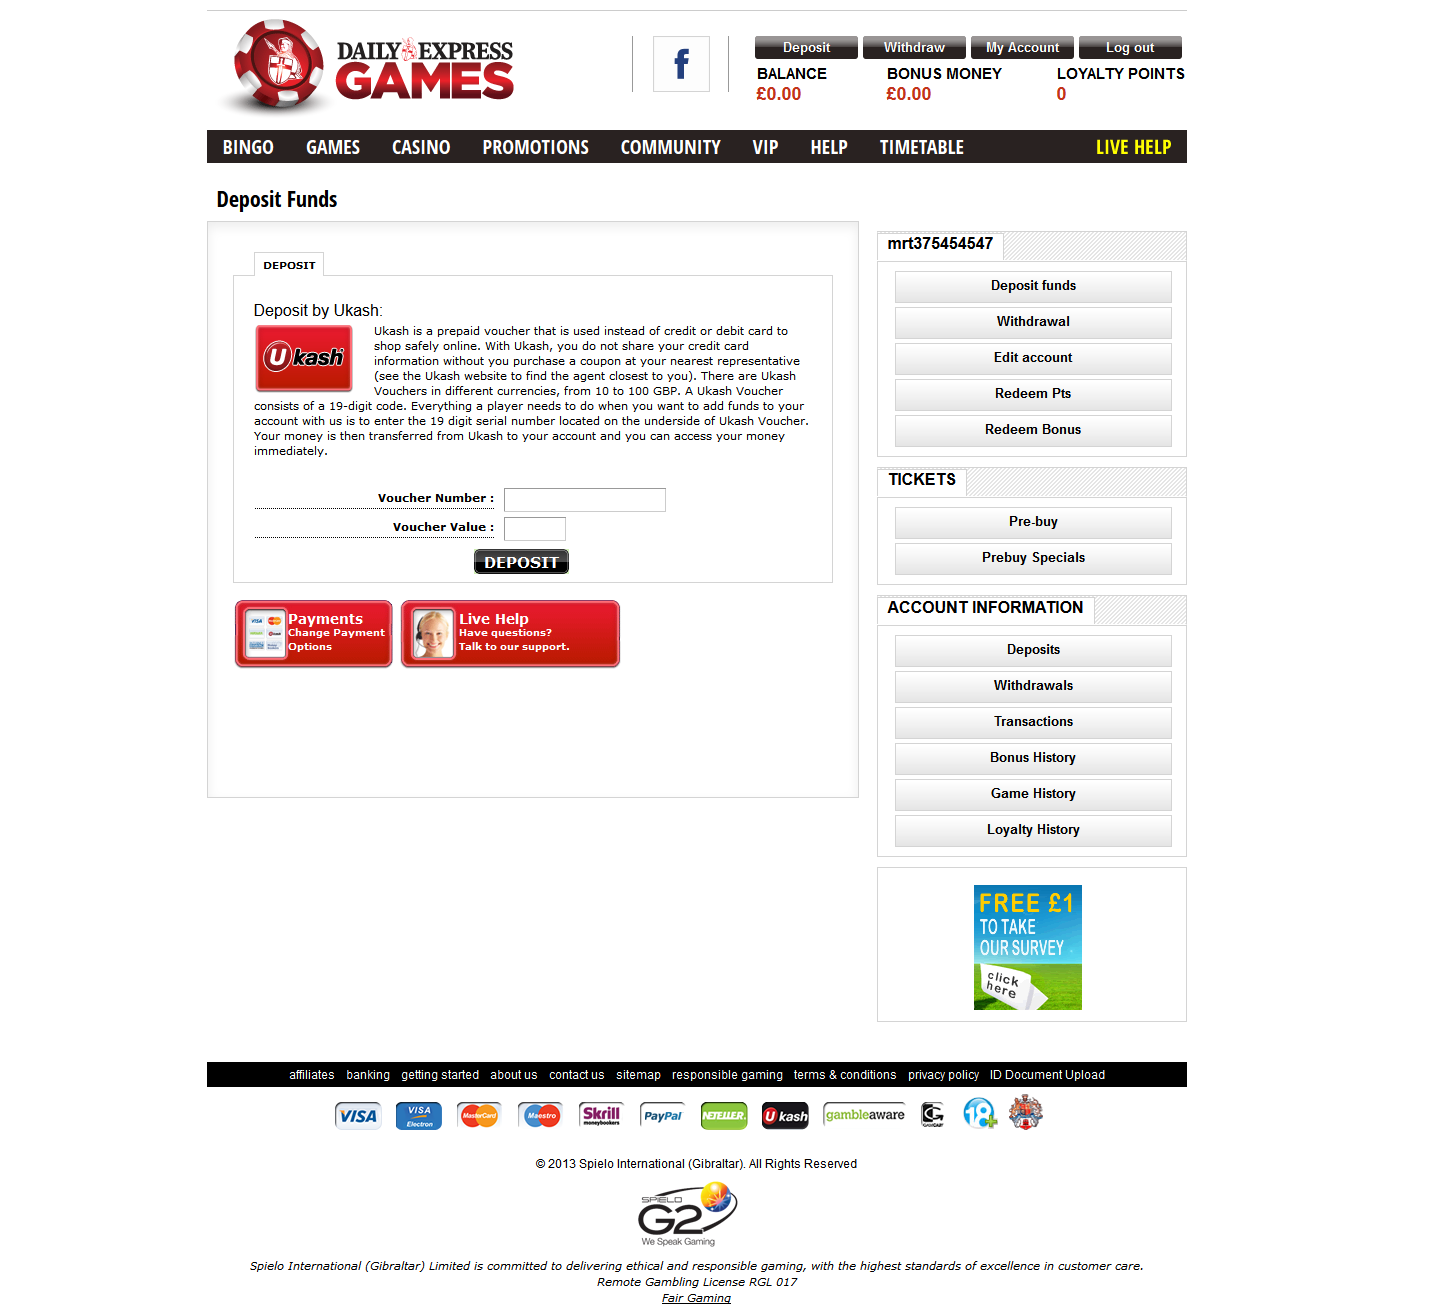 DAILY EXPRESS
GAMES
f
Deposit Withdraw My Account Log out
BALANCE BONUS MONEY LOYALTY POINTS
£0.00 £0.00 0
BINGO GAMES CASINO PROMOTIONS COMMUNITY VIP HELP TIMETABLE LIVE HELP
Deposit Funds
DEPOSIT
Deposit by Ukash:
Ukash
Ukash is a prepaid voucher that is used instead of credit or debit card to
shop safely online. With Ukash, you do not share your credit card
information without you purchase a coupon at your nearest representative
(see the Ukash website to find the agent closest to you). There are Ukash
Vouchers in different currencies, from 10 to 100 GBP. A Ukash Voucher
consists of a 19-digit code. Everything a player needs to do when you want to add funds to your
account with us is to enter the 19 digit serial number located on the underside of Ukash Voucher.
Your money is then transferred from Ukash to your account and you can access your money
immediately.
Voucher Number :
Voucher Value :
DEPOSIT
Payments
Change Payment
Options
Live Help
Have questions?
Talk to our support.
mrt375454547
Deposit funds
Withdrawal
Edit account
Redeem Pts
Redeem Bonus
TICKETS
Pre-buy
Prebuy Specials
ACCOUNT INFORMATION
Deposits
Withdrawals
Transactions
Bonus History
Game History
Loyalty History
FREE £1
TO TAKE
OUR SURVEY
click
here
affiliates banking getting started about us contact us sitemap responsible gaming terms & conditions privacy policy ID Document Upload
VISA VISA Electron MasterCard Maestro Skrill moneybookers PayPal NETELLER Ukash gambleaware 18+
© 2013 Spielo International (Gibraltar). All Rights Reserved
SPIELO
G2
We Speak Gaming
Spielo International (Gibraltar) Limited is committed to delivering ethical and responsible gaming, with the highest standards of excellence in customer care.
Remote Gambling License RGL 017
Fair Gaming